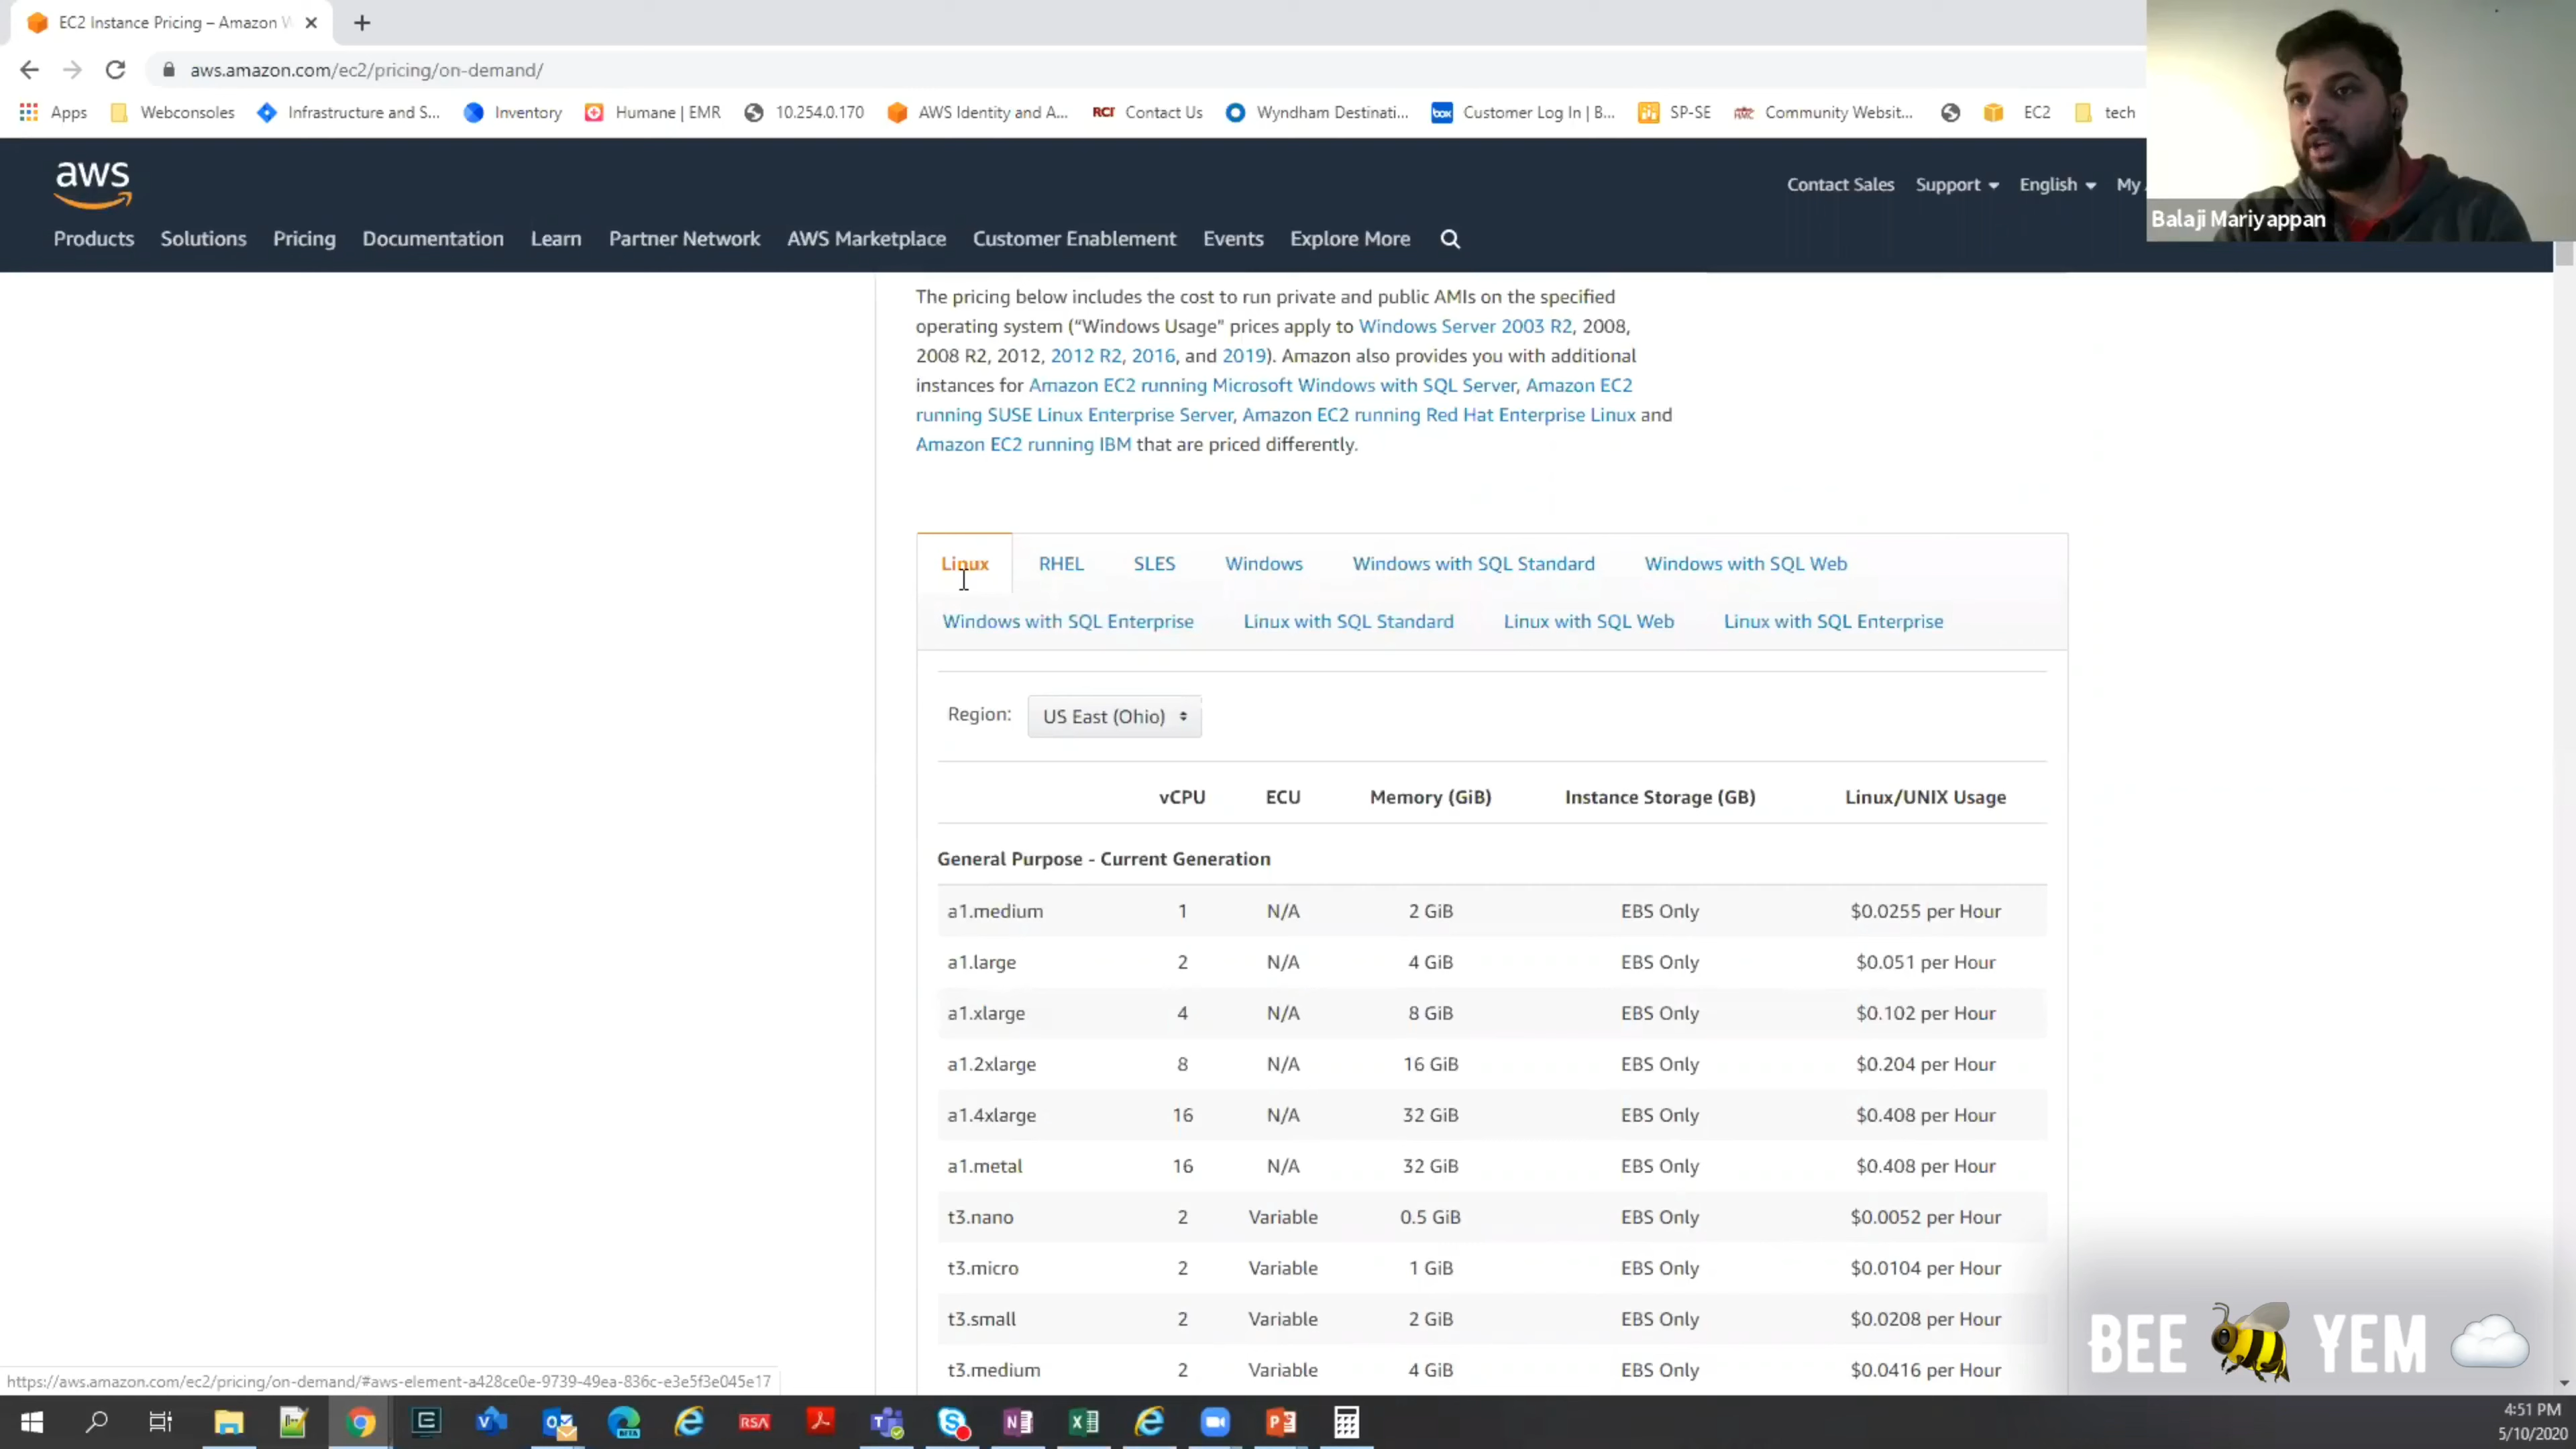 EC2 Instance Pricing – Amazon W
aws.amazon.com/ec2/pricing/on-demand/
Apps Webconsoles Infrastructure and S... Inventory Humane | EMR 10.254.0.170 AWS Identity and A... RCI Contact Us Wyndham Destinati... box Customer Log In | B... SP-SE Community Websit... EC2 tech
aws
Contact Sales Support English My
Products Solutions Pricing Documentation Learn Partner Network AWS Marketplace Customer Enablement Events Explore More
Balaji Mariyappan
The pricing below includes the cost to run private and public AMIs on the specified
operating system (“Windows Usage" prices apply to Windows Server 2003 R2, 2008,
2008 R2, 2012, 2012 R2, 2016, and 2019). Amazon also provides you with additional
instances for Amazon EC2 running Microsoft Windows with SQL Server, Amazon EC2
running SUSE Linux Enterprise Server, Amazon EC2 running Red Hat Enterprise Linux and
Amazon EC2 running IBM that are priced differently.
Linux RHEL SLES Windows Windows with SQL Standard Windows with SQL Web
Windows with SQL Enterprise Linux with SQL Standard Linux with SQL Web Linux with SQL Enterprise
Region: US East (Ohio)
vCPU ECU Memory (GiB) Instance Storage (GB) Linux/UNIX Usage
General Purpose - Current Generation
a1.medium 1 N/A 2 GiB EBS Only $0.0255 per Hour
a1.large 2 N/A 4 GiB EBS Only $0.051 per Hour
a1.xlarge 4 N/A 8 GiB EBS Only $0.102 per Hour
a1.2xlarge 8 N/A 16 GiB EBS Only $0.204 per Hour
a1.4xlarge 16 N/A 32 GiB EBS Only $0.408 per Hour
a1.metal 16 N/A 32 GiB EBS Only $0.408 per Hour
t3.nano 2 Variable 0.5 GiB EBS Only $0.0052 per Hour
t3.micro 2 Variable 1 GiB EBS Only $0.0104 per Hour
t3.small 2 Variable 2 GiB EBS Only $0.0208 per Hour
t3.medium 2 Variable 4 GiB EBS Only $0.0416 per Hour
BEE YEM
https://aws.amazon.com/ec2/pricing/on-demand/#aws-element-a428ce0e-9739-49ea-836c-e3e5f3e045e17
RSA
4:51 PM
5/10/2020